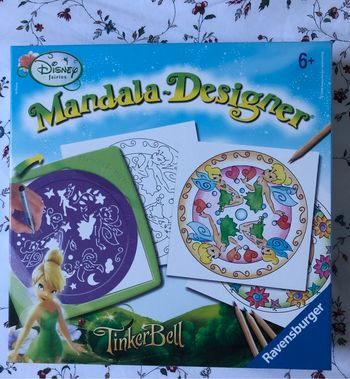 Disney
fairies
6+
Mandala-Designer
TinkerBell
Ravensburger